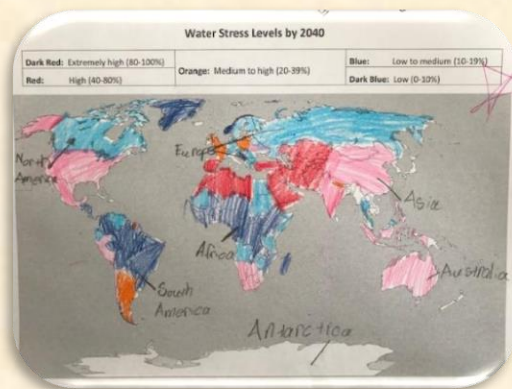 Water Stress Levels by 2040
Dark Red: Extremely high (80-100%)
Red: High (40-80%)
Orange: Medium to high (20-39%)
Blue: Low to medium (10-19%)
Dark Blue: Low (0-10%)
North
America
Europe
Asia
Africa
Australia
South
America
Antarctica